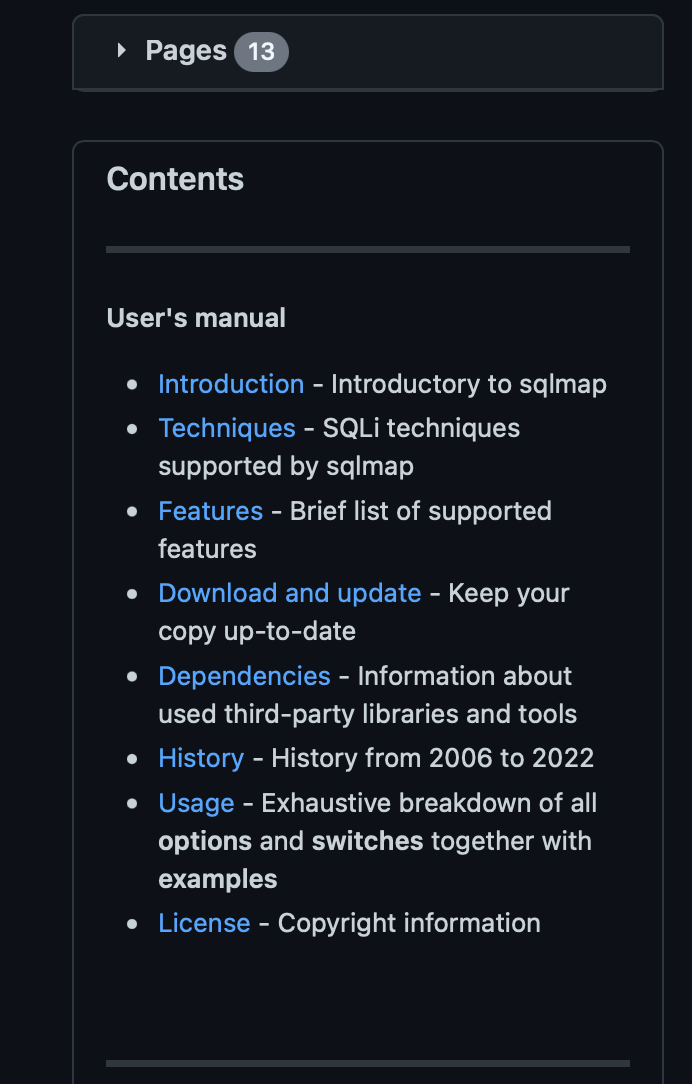 Pages 13
Contents
User's manual
Introduction - Introductory to sqlmap
Techniques - SQLi techniques
supported by sqlmap
Features - Brief list of supported
features
Download and update - Keep your
copy up-to-date
Dependencies - Information about
used third-party libraries and tools
History - History from 2006 to 2022
Usage - Exhaustive breakdown of all
options and switches together with
examples
License - Copyright information